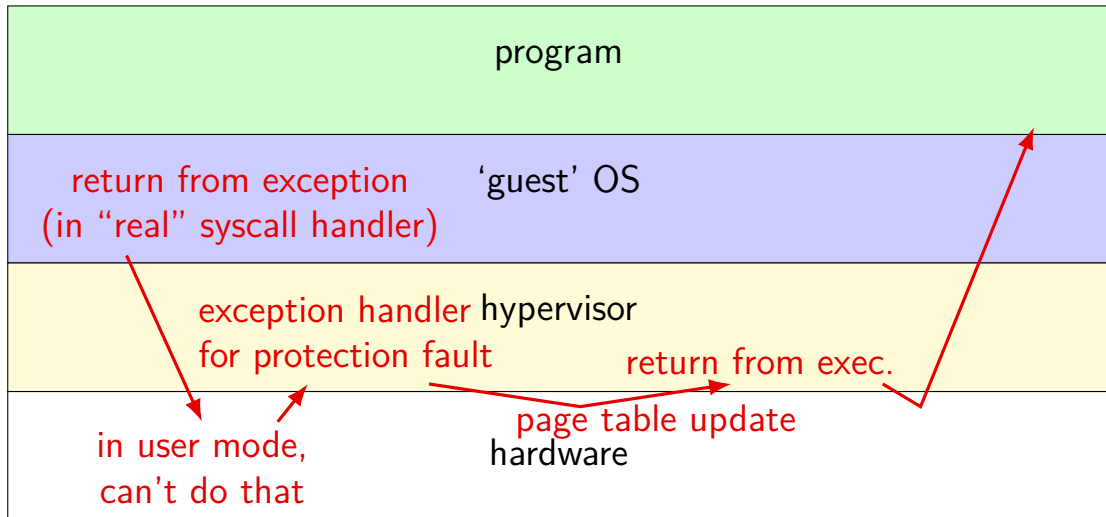 program
return from exception
(in “real” syscall handler)
‘guest’ OS
exception handler
for protection fault
hypervisor
return from exec.
page table update
in user mode,
can't do that
hardware